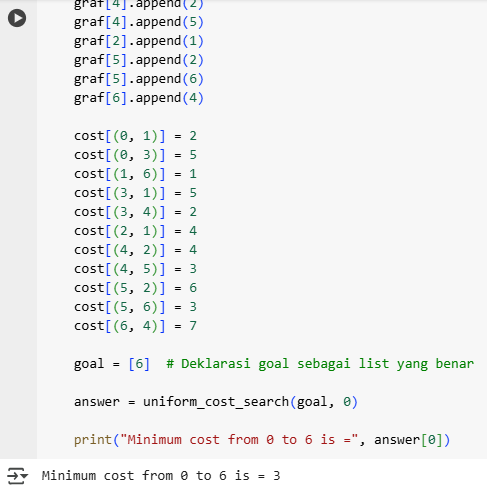 graf[4].append(2)
graf[4].append(5)
graf[2].append(1)
graf[5].append(2)
graf[5].append(6)
graf[6].append(4)

cost[(0, 1)] = 2
cost[(0, 3)] = 5
cost[(1, 6)] = 1
cost[(3, 1)] = 5
cost[(3, 4)] = 2
cost[(2, 1)] = 4
cost[(4, 2)] = 4
cost[(4, 5)] = 3
cost[(5, 2)] = 6
cost[(5, 6)] = 3
cost[(6, 4)] = 7

goal = [6]  # Deklarasi goal sebagai list yang benar

answer = uniform_cost_search(goal, 0)

print("Minimum cost from 0 to 6 is =", answer[0])

Minimum cost from 0 to 6 is = 3